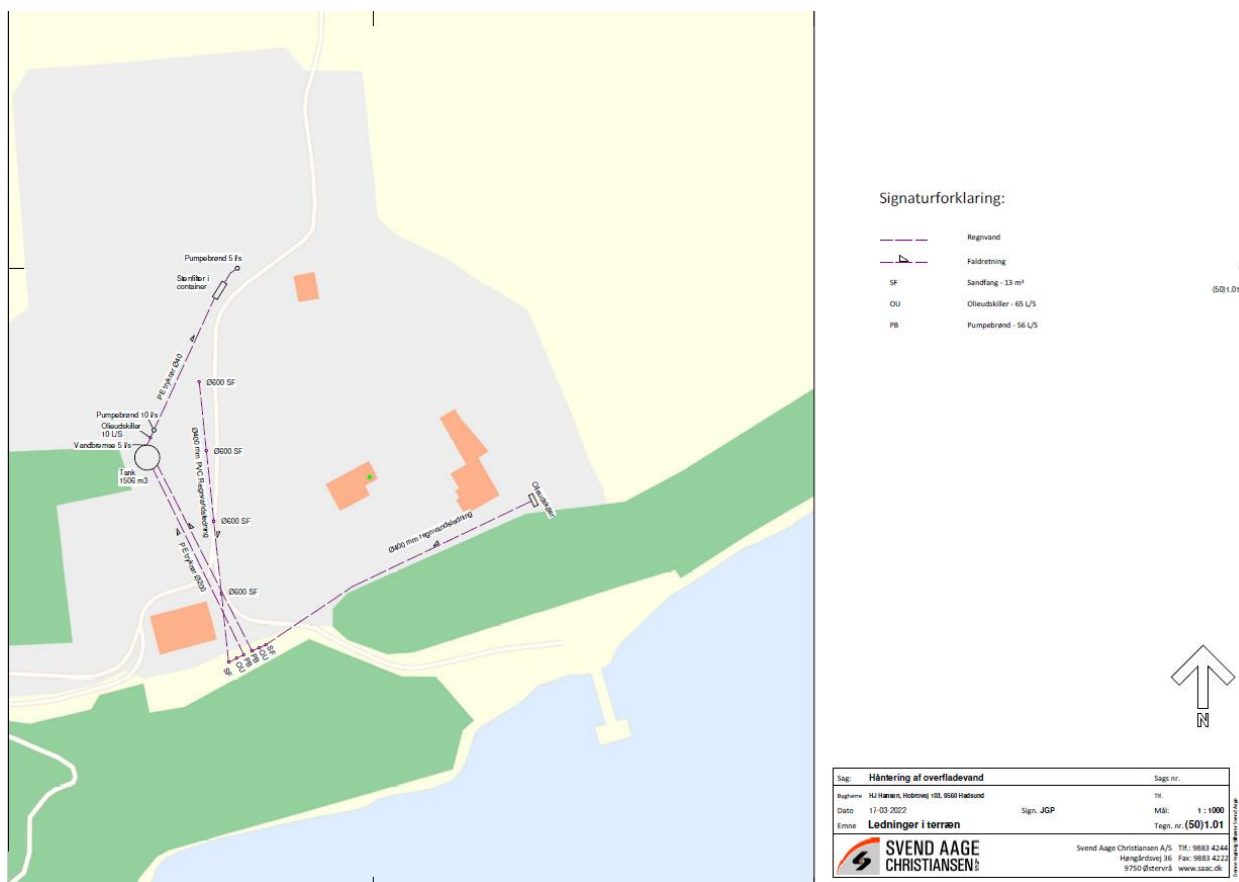 Pumpebrønd 5 l/s
Stenfilter i
container
PE trykrør Ø40
Ø600 SF
Pumpebrønd 10 l/s
Olieudskiller
10 L/S
Vandbremse 5 l/s
Tank
1506 m3
Ø400 mm PVC Regnvandsledning
Ø600 SF
Ø600 SF
Ø600 SF
PE trykrør Ø200
Ø400 mm regnvandsledning
Olieudskiller
SF
OU
PB
PB
OU
SF
Signaturforklaring:
Regnvand
Faldretning
SF Sandfang - 13 m³
OU Olieudskiller - 65 L/S
PB Pumpebrønd - 56 L/S
(50)1.01
N
Sag: Håntering af overfladevand Sags nr.
Bygherre HJ Hansen, Hobrovej 103, 9560 Hadsund Tlf.
Dato 17-03-2022 Sign. JGP Mål: 1 : 1000
Emne Ledninger i terræn Tegn. nr. (50)1.01
SVEND AAGE
CHRISTIANSEN A/S
Svend Aage Christiansen A/S Tlf.: 9883 4244
Høngårdsvej 36 Fax: 9883 4222
9750 Østervrå www.saac.dk